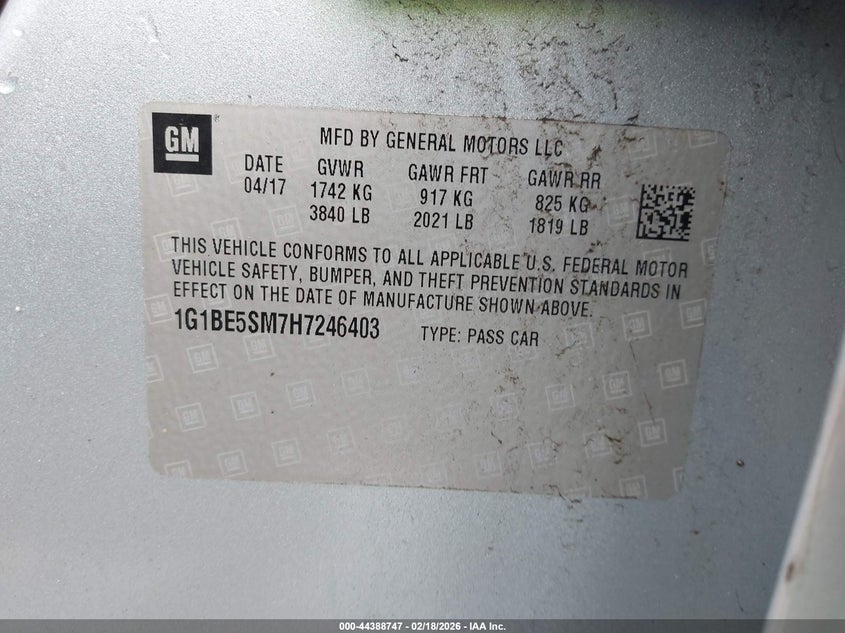 GM
MFD BY GENERAL MOTORS LLC
DATE GVWR GAWR FRT GAWR RR
04/17 1742 KG 917 KG 825 KG
3840 LB 2021 LB 1819 LB
THIS VEHICLE CONFORMS TO ALL APPLICABLE U.S. FEDERAL MOTOR
VEHICLE SAFETY, BUMPER, AND THEFT PREVENTION STANDARDS IN
EFFECT ON THE DATE OF MANUFACTURE SHOWN ABOVE.
1G1BE5SM7H7246403 TYPE: PASS CAR
000-44388747 - 02/18/2026 - IAA Inc.